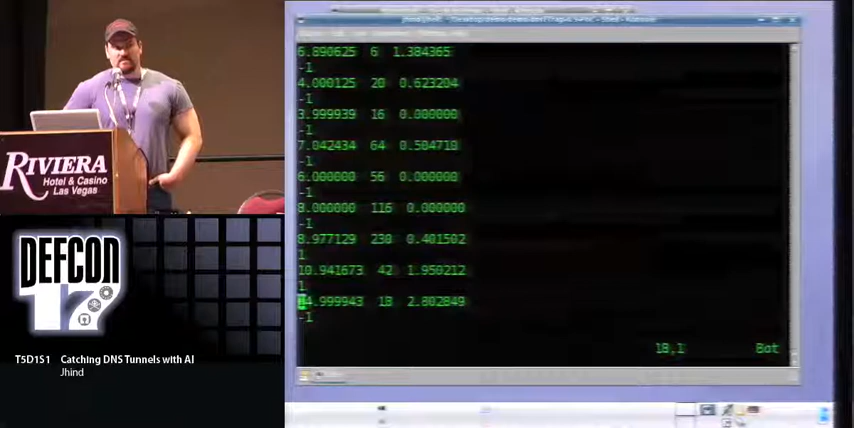 RIVIERA
Hotel & Casino
Las Vegas
DEFCON
17
T5D1S1 Catching DNS Tunnels with AI
Jhind
6.890625 6 1.384365
-1
4.000125 20 0.623204
-1
3.999939 16 0.000000
-1
7.042434 64 0.504710
-1
6.000000 56 0.000000
-1
8.000000 116 0.000000
-1
8.977129 230 0.401502
1
10.941673 42 1.950212
1
14.999943 18 2.802849
-1
18,1 Bot